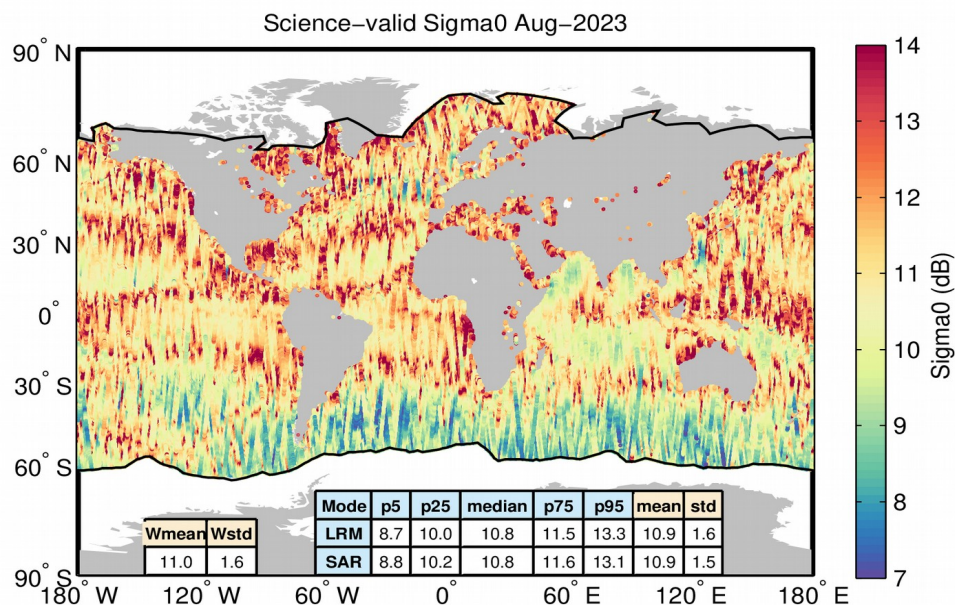 Science−valid Sigma0 Aug−2023
90° N
60° N
30° N
0°
30° S
60° S
90° S
180° W
120° W
60° W
0°
60° E
120° E
180° E
14
13
12
11
10
9
8
7
Sigma0 (dB)
Wmean Wstd
11.0 1.6
Mode p5 p25 median p75 p95 mean std
LRM 8.7 10.0 10.8 11.5 13.3 10.9 1.6
SAR 8.8 10.2 10.8 11.6 13.1 10.9 1.5